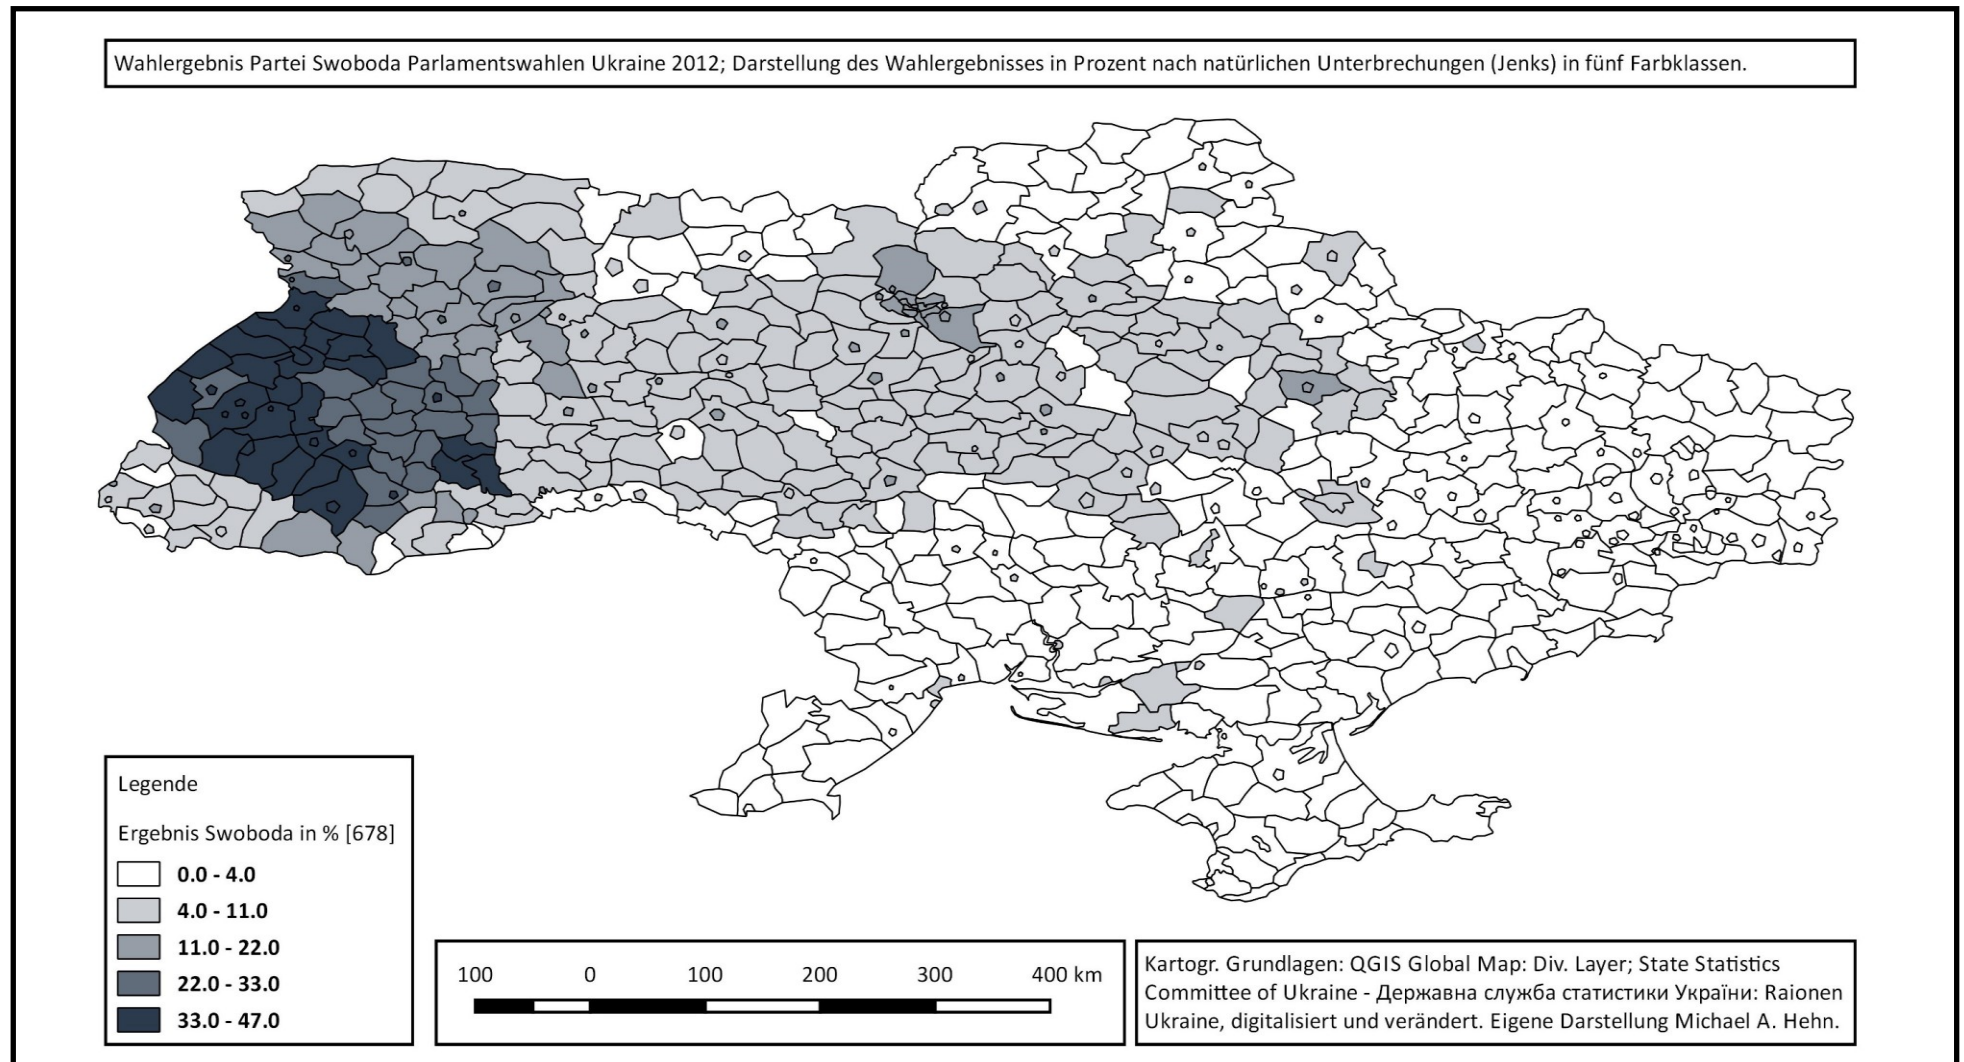 Wahlergebnis Partei Swoboda Parlamentswahlen Ukraine 2012; Darstellung des Wahlergebnisses in Prozent nach natürlichen Unterbrechungen (Jenks) in fünf Farbklassen.
Legende
Ergebnis Swoboda in % [678]
0.0 - 4.0
4.0 - 11.0
11.0 - 22.0
22.0 - 33.0
33.0 - 47.0
100 0 100 200 300 400 km
Kartogr. Grundlagen: QGIS Global Map: Div. Layer; State Statistics
Committee of Ukraine - Державна служба статистики України: Raionen
Ukraine, digitalisiert und verändert. Eigene Darstellung Michael A. Hehn.